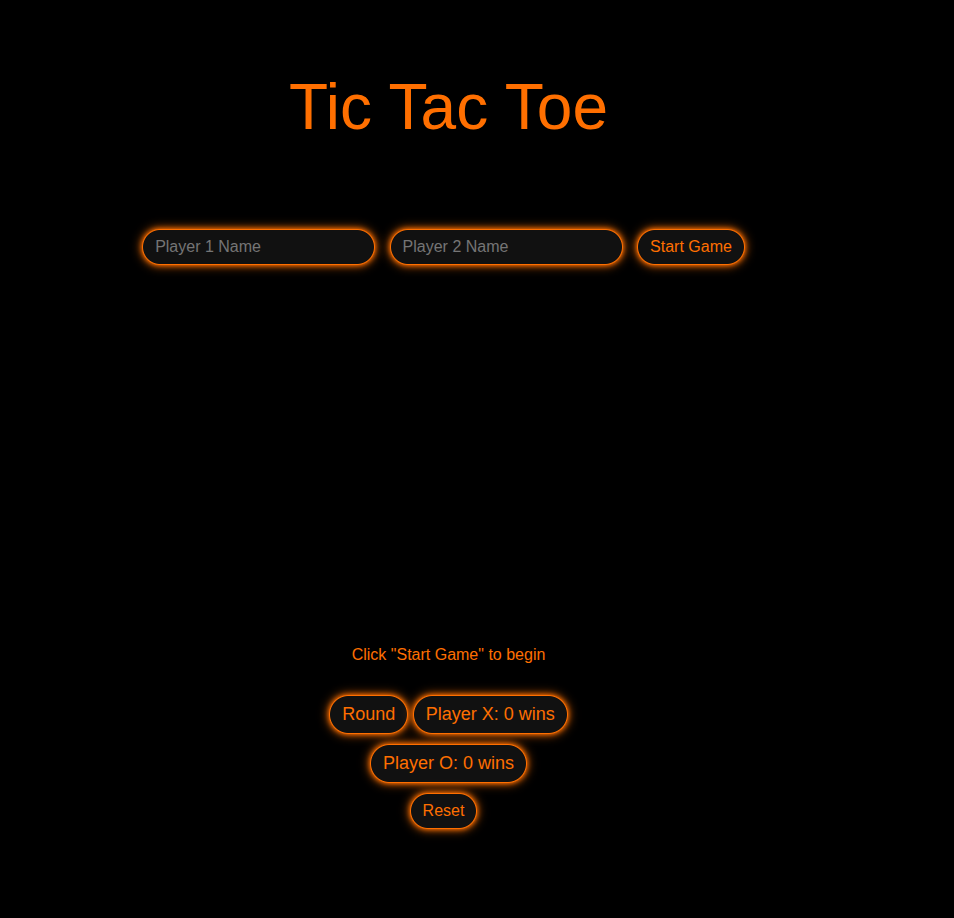 Tic Tac Toe
Player 1 Name Player 2 Name Start Game
Click "Start Game" to begin
Round Player X: 0 wins
Player O: 0 wins
Reset